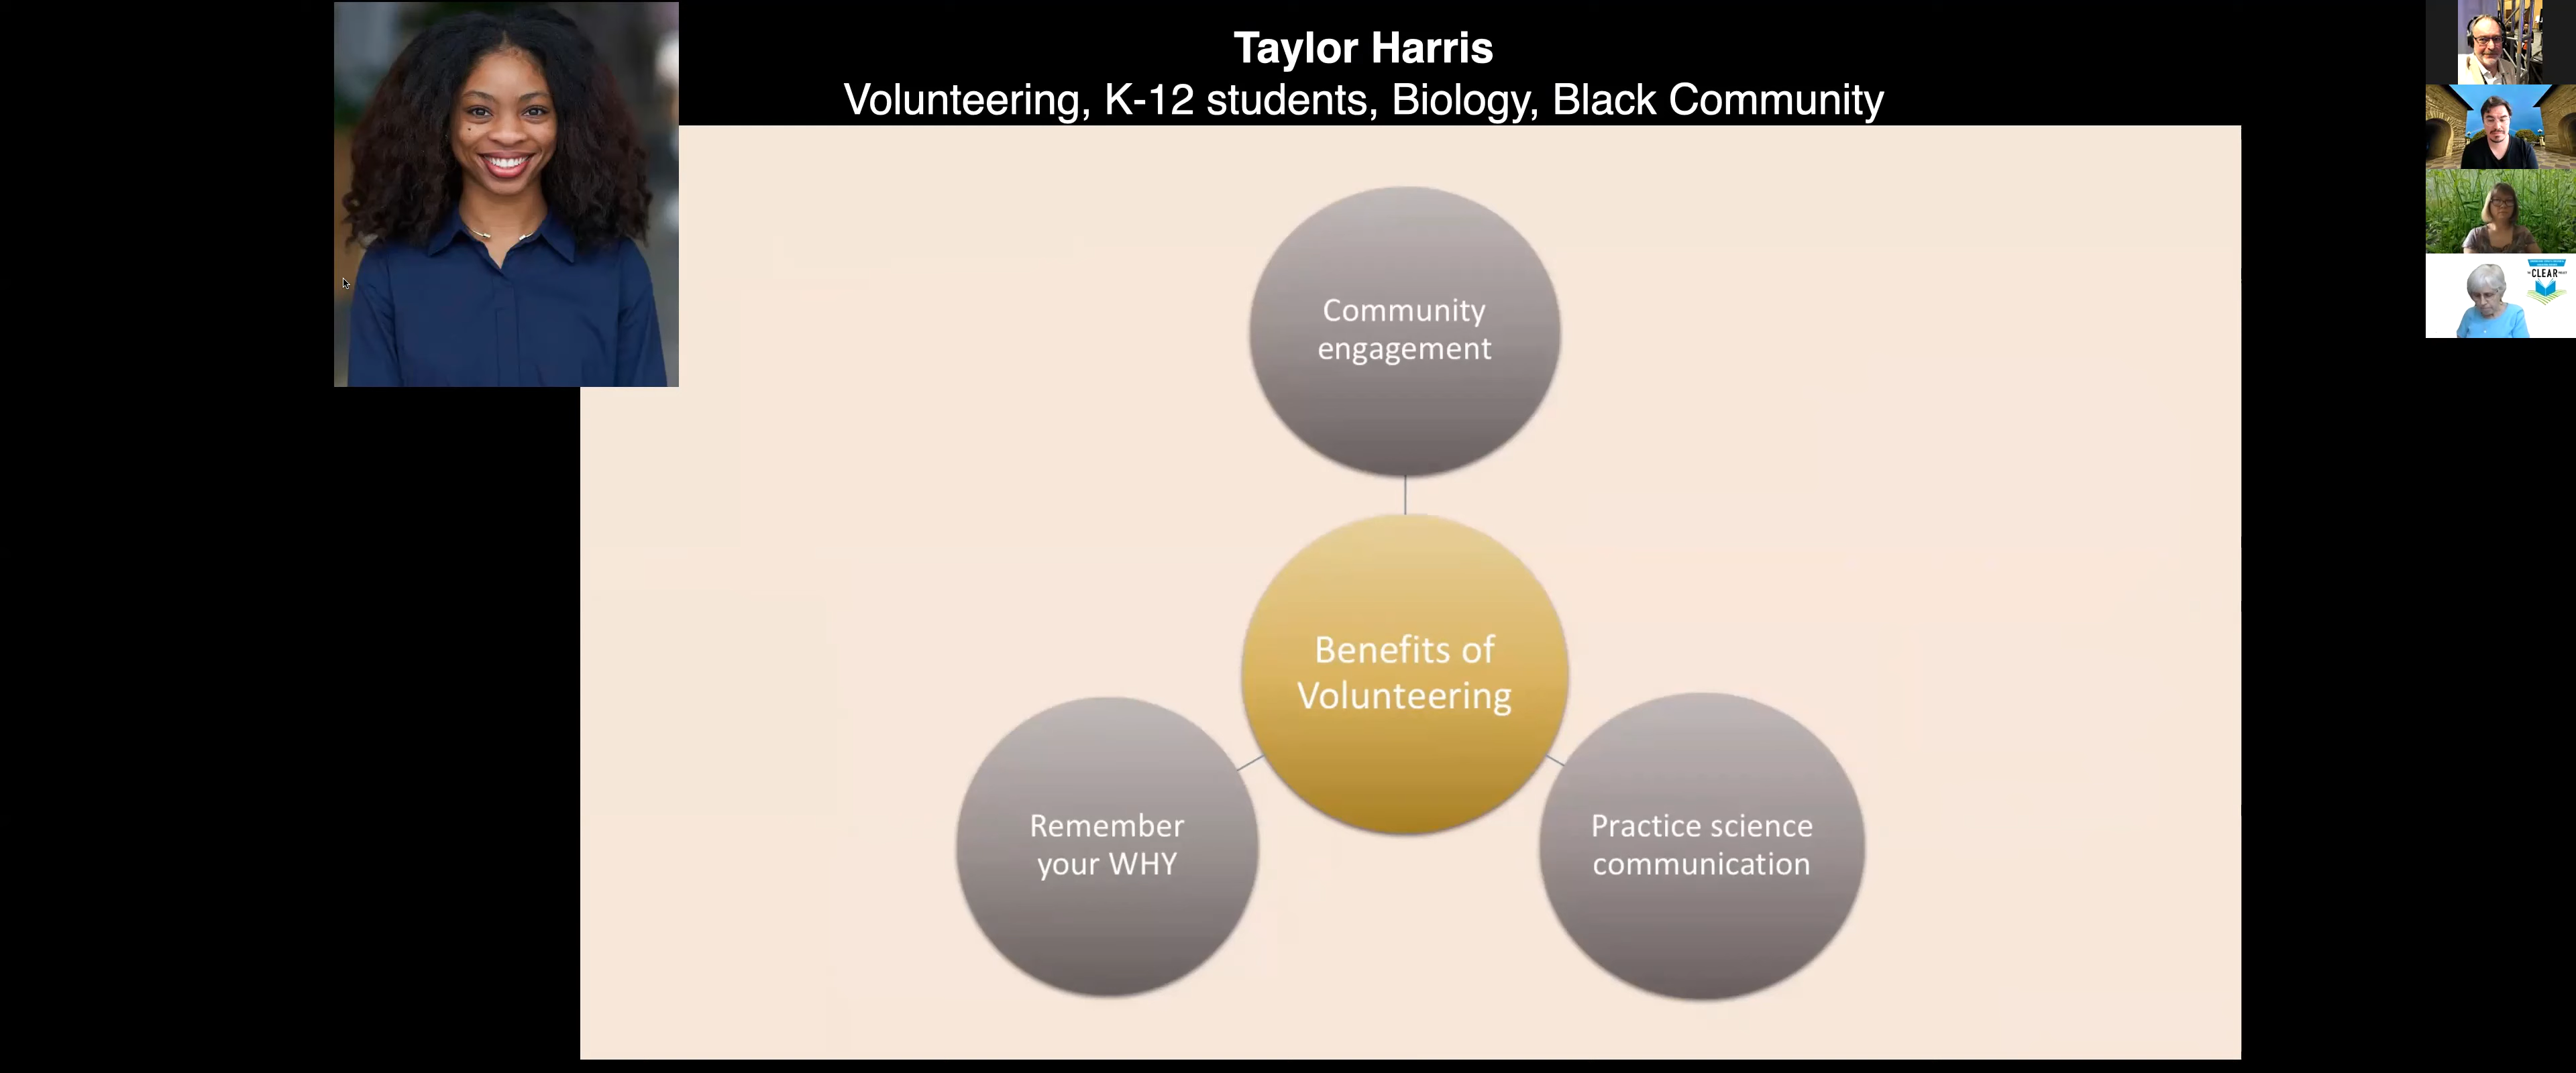 Taylor Harris
Volunteering, K-12 students, Biology, Black Community
Community
engagement
Benefits of
Volunteering
Remember
your WHY
Practice science
communication
CLEAR